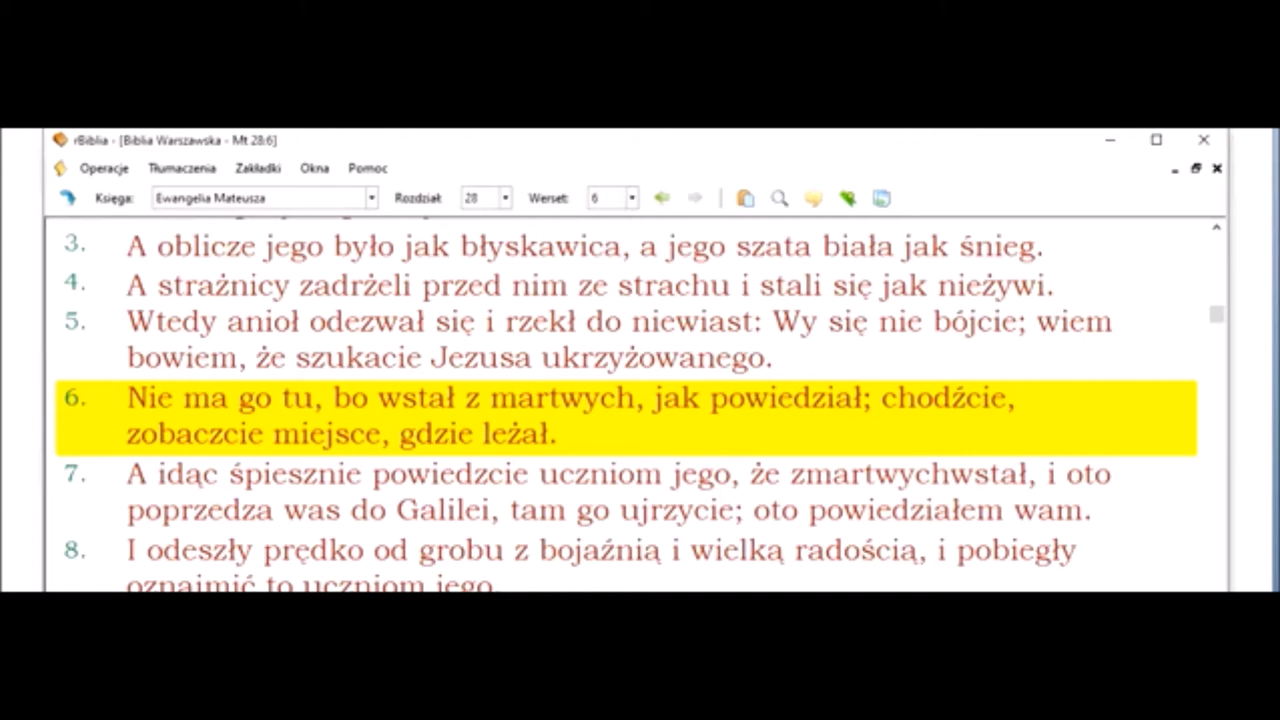 rBiblia - [Biblia Warszawska - Mt 28:6]
Operacje Tłumaczenia Zakładki Okna Pomoc
Księga: Ewangelia Mateusza Rozdział 28 Werset: 6
3. A oblicze jego było jak błyskawica, a jego szata biała jak śnieg.
4. A strażnicy zadrżeli przed nim ze strachu i stali się jak nieżywi.
5. Wtedy anioł odezwał się i rzekł do niewiast: Wy się nie bójcie; wiem
bowiem, że szukacie Jezusa ukrzyżowanego.
6. Nie ma go tu, bo wstał z martwych, jak powiedział; chodźcie,
zobaczcie miejsce, gdzie leżał.
7. A idąc śpiesznie powiedzcie uczniom jego, że zmartwychwstał, i oto
poprzedza was do Galilei, tam go ujrzycie; oto powiedziałem wam.
8. I odeszły prędko od grobu z bojaźnią i wielką radością, i pobiegły
oznajmić to uczniom jego.